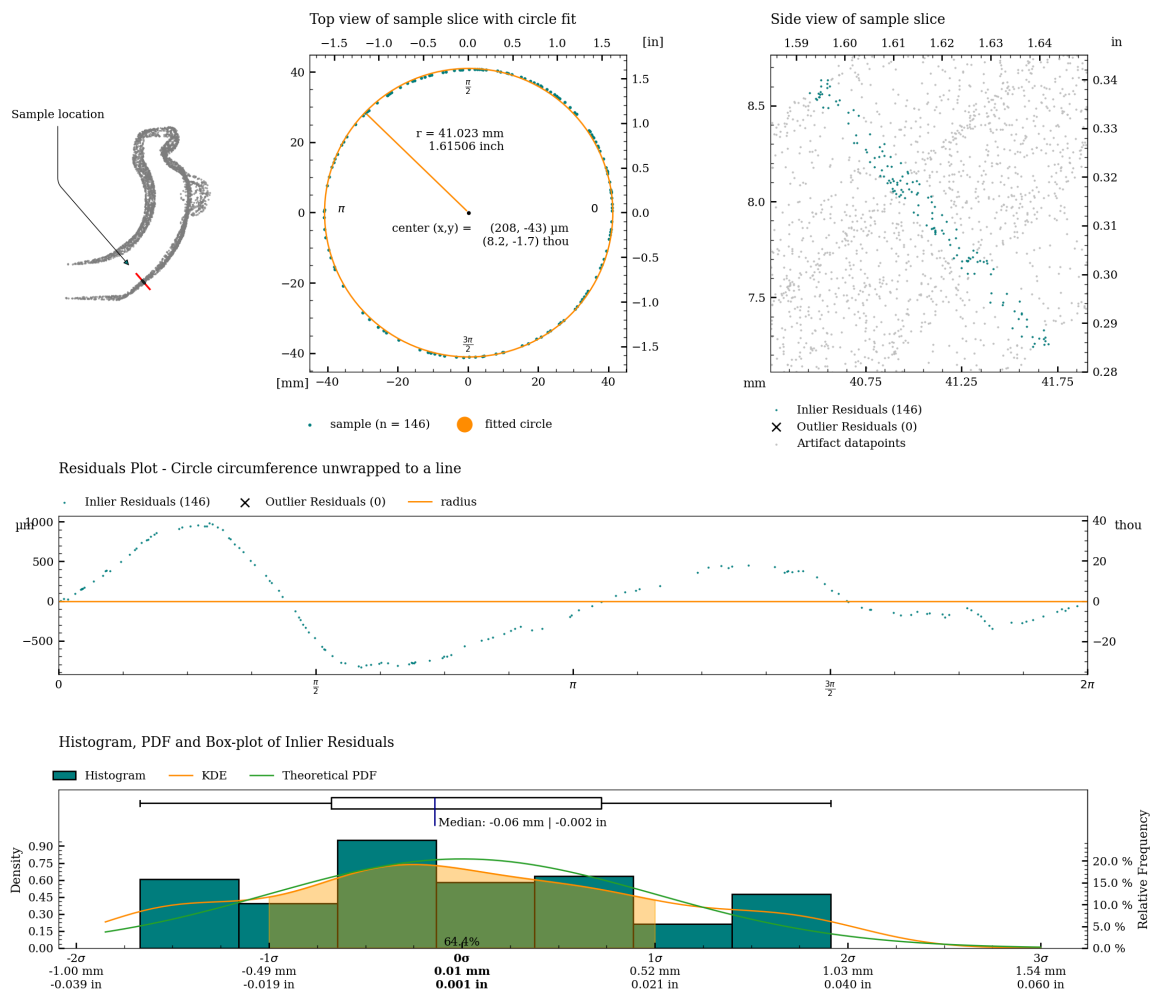 Top view of sample slice with circle fit
Side view of sample slice
−1.5 −1.0 −0.5 0.0 0.5 1.0 1.5 [in]
1.59 1.60 1.61 1.62 1.63 1.64 in
Sample location
40
20
0
−20
−40
1.5
1.0
0.5
0.0
−0.5
−1.0
−1.5
π/2
r = 41.023 mm
1.61506 inch
π
0
center (x,y) = (208, -43) µm
(8.2, -1.7) thou
3π/2
[mm] −40 −20 0 20 40
8.5
8.0
7.5
0.34
0.33
0.32
0.31
0.30
0.29
0.28
mm 40.75 41.25 41.75
sample (n = 146) fitted circle
Inlier Residuals (146)
Outlier Residuals (0)
Artifact datapoints
Residuals Plot - Circle circumference unwrapped to a line
Inlier Residuals (146) Outlier Residuals (0) radius
µm
1000
500
0
−500
40 thou
20
0
−20
0 π/2 π 3π/2 2π
Histogram, PDF and Box-plot of Inlier Residuals
Histogram KDE Theoretical PDF
Median: -0.06 mm | -0.002 in
Density
0.90
0.75
0.60
0.45
0.30
0.15
0.00
Relative Frequency
20.0 %
15.0 %
10.0 %
5.0 %
0.0 %
64.4%
-2σ -1σ 0σ 1σ 2σ 3σ
-1.00 mm -0.49 mm 0.01 mm 0.52 mm 1.03 mm 1.54 mm
-0.039 in -0.019 in 0.001 in 0.021 in 0.040 in 0.060 in